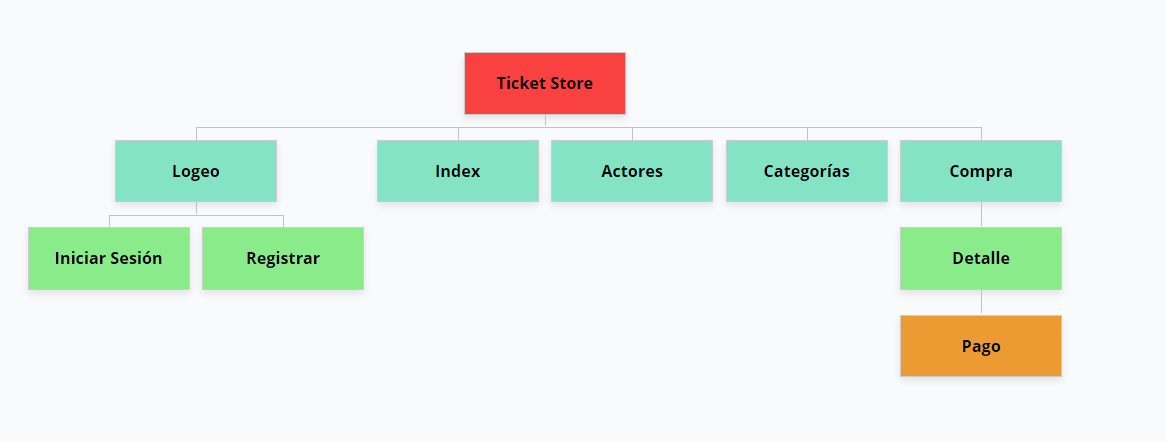 Ticket Store
Logeo
Index
Actores
Categorías
Compra
Iniciar Sesión
Registrar
Detalle
Pago